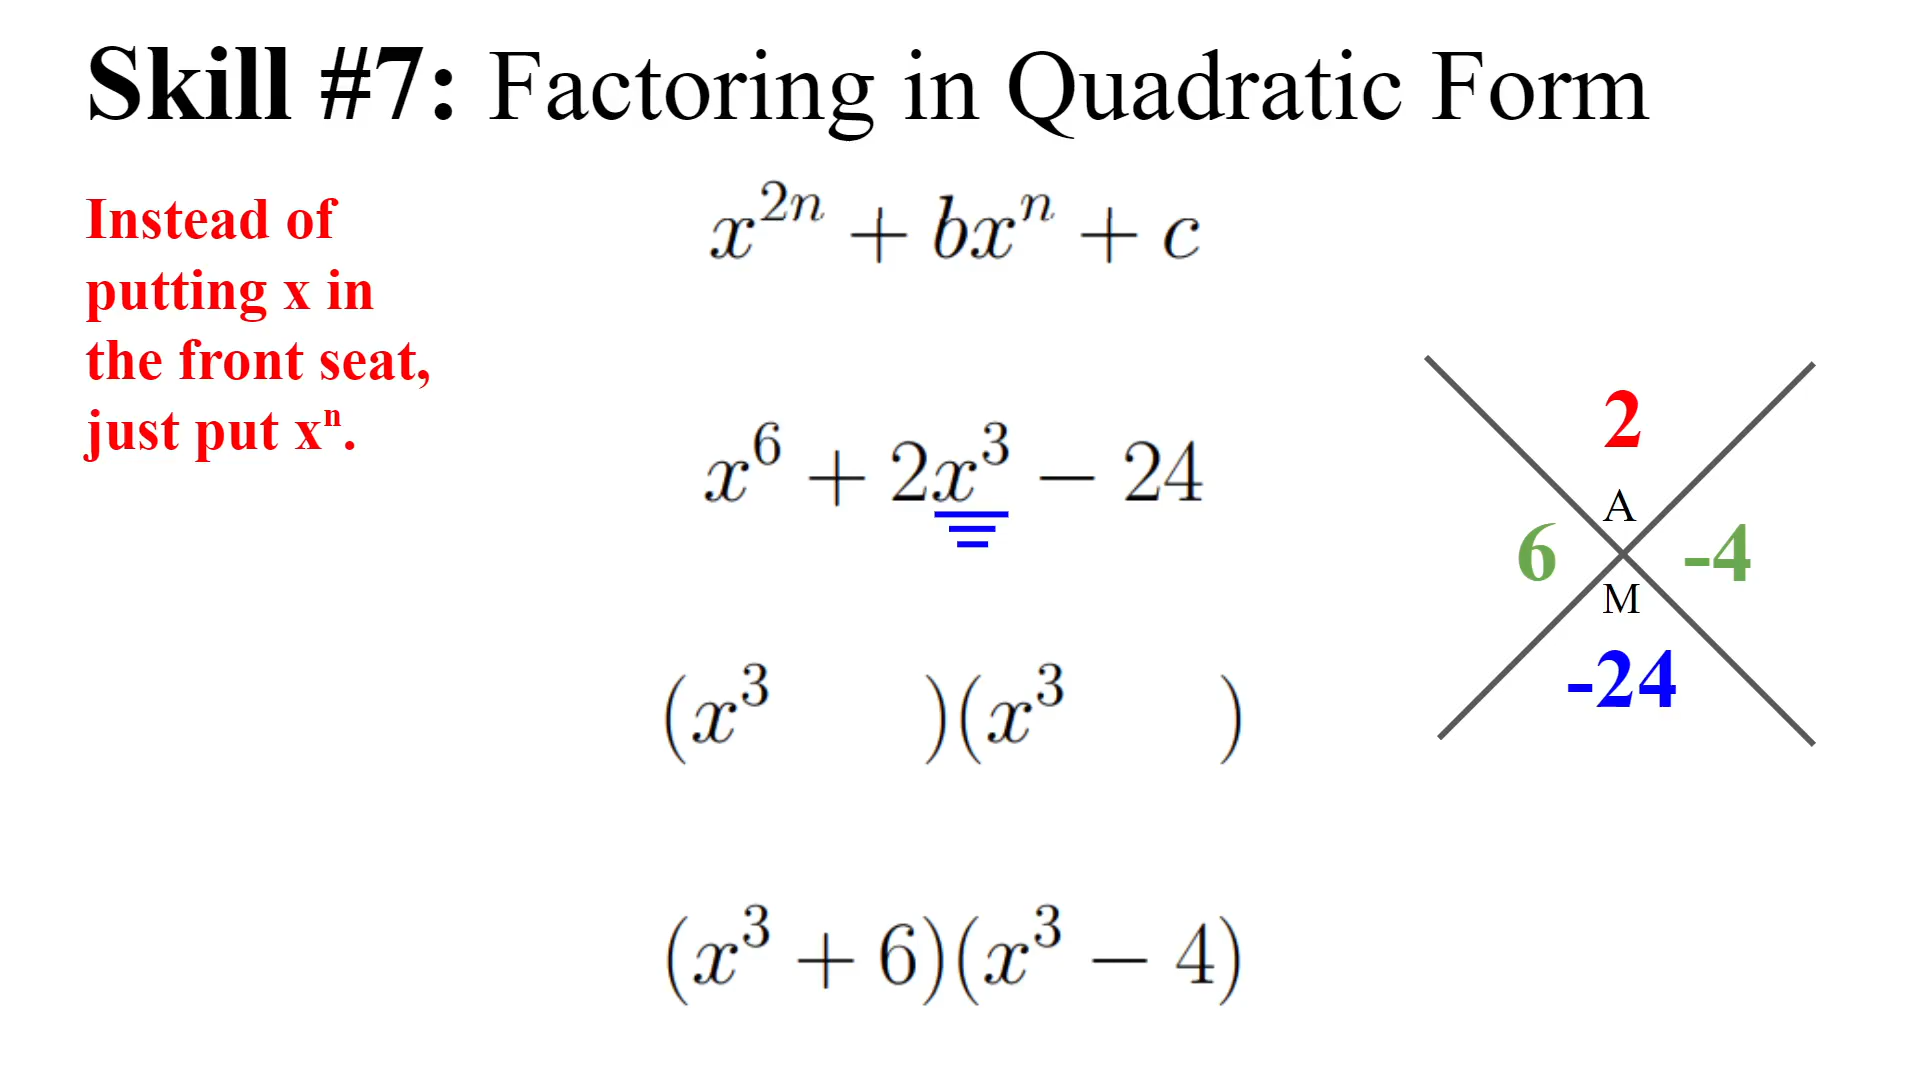 Skill #7: Factoring in Quadratic Form
Instead of
putting x in
the front seat,
just put xⁿ.
x²ⁿ + bxⁿ + c
x⁶ + 2x³ − 24
(x³     )(x³     )
(x³ + 6)(x³ − 4)
2
A
6
-4
M
-24